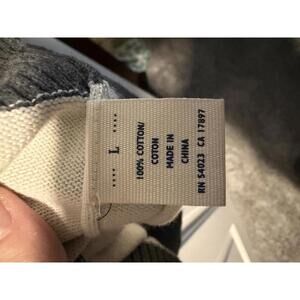 .... L ....
100% COTTON/
COTON
MADE IN
CHINA
RN 54023 CA 17897